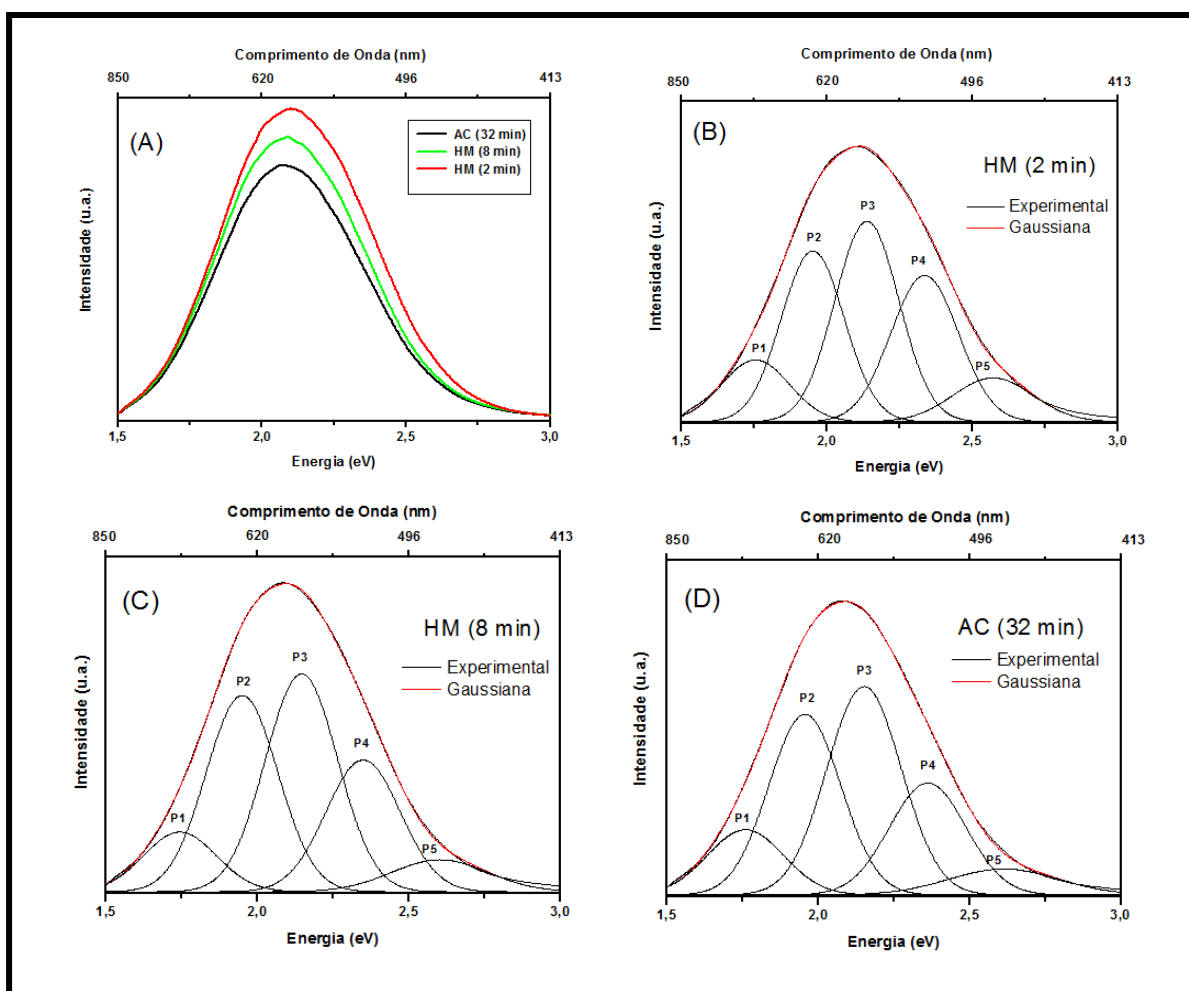 Comprimento de Onda (nm)
850 620 496 413
(A)
AC (32 min)
HM (8 min)
HM (2 min)
Intensidade (u.a.)
1,5 2,0 2,5 3,0
Energia (eV)
Comprimento de Onda (nm)
850 620 496 413
(B)
HM (2 min)
Experimental
Gaussiana
P1 P2 P3 P4 P5
Intensidade (u.a.)
1,5 2,0 2,5 3,0
Energia (eV)
Comprimento de Onda (nm)
850 620 496 413
(C)
HM (8 min)
Experimental
Gaussiana
P1 P2 P3 P4 P5
Intensidade (u.a.)
1,5 2,0 2,5 3,0
Energia (eV)
Comprimento de Onda (nm)
850 620 496 413
(D)
AC (32 min)
Experimental
Gaussiana
P1 P2 P3 P4 P5
Intensidade (u.a.)
1,5 2,0 2,5 3,0
Energia (eV)